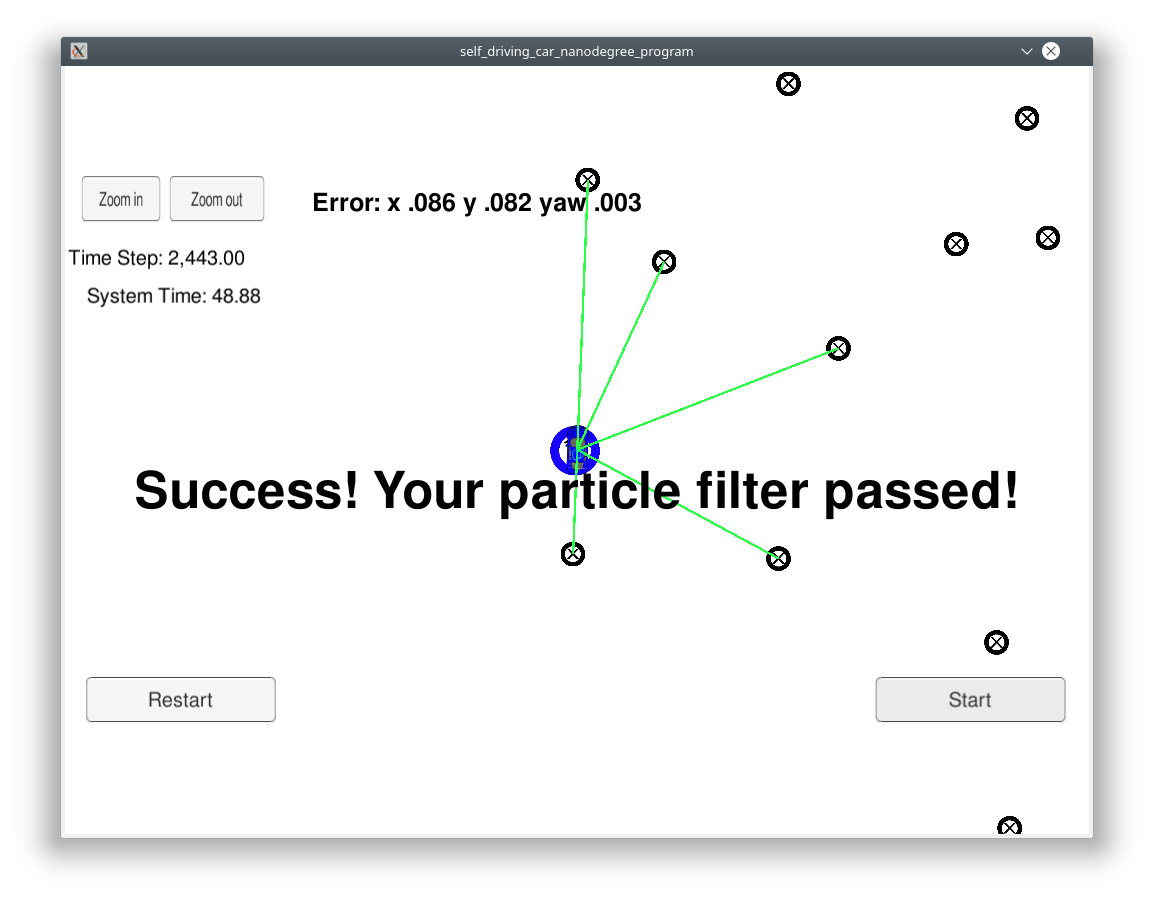 self_driving_car_nanodegree_program
Zoom in Zoom out
Error: x .086 y .082 yaw .003
Time Step: 2,443.00
System Time: 48.88
Success! Your particle filter passed!
Restart
Start